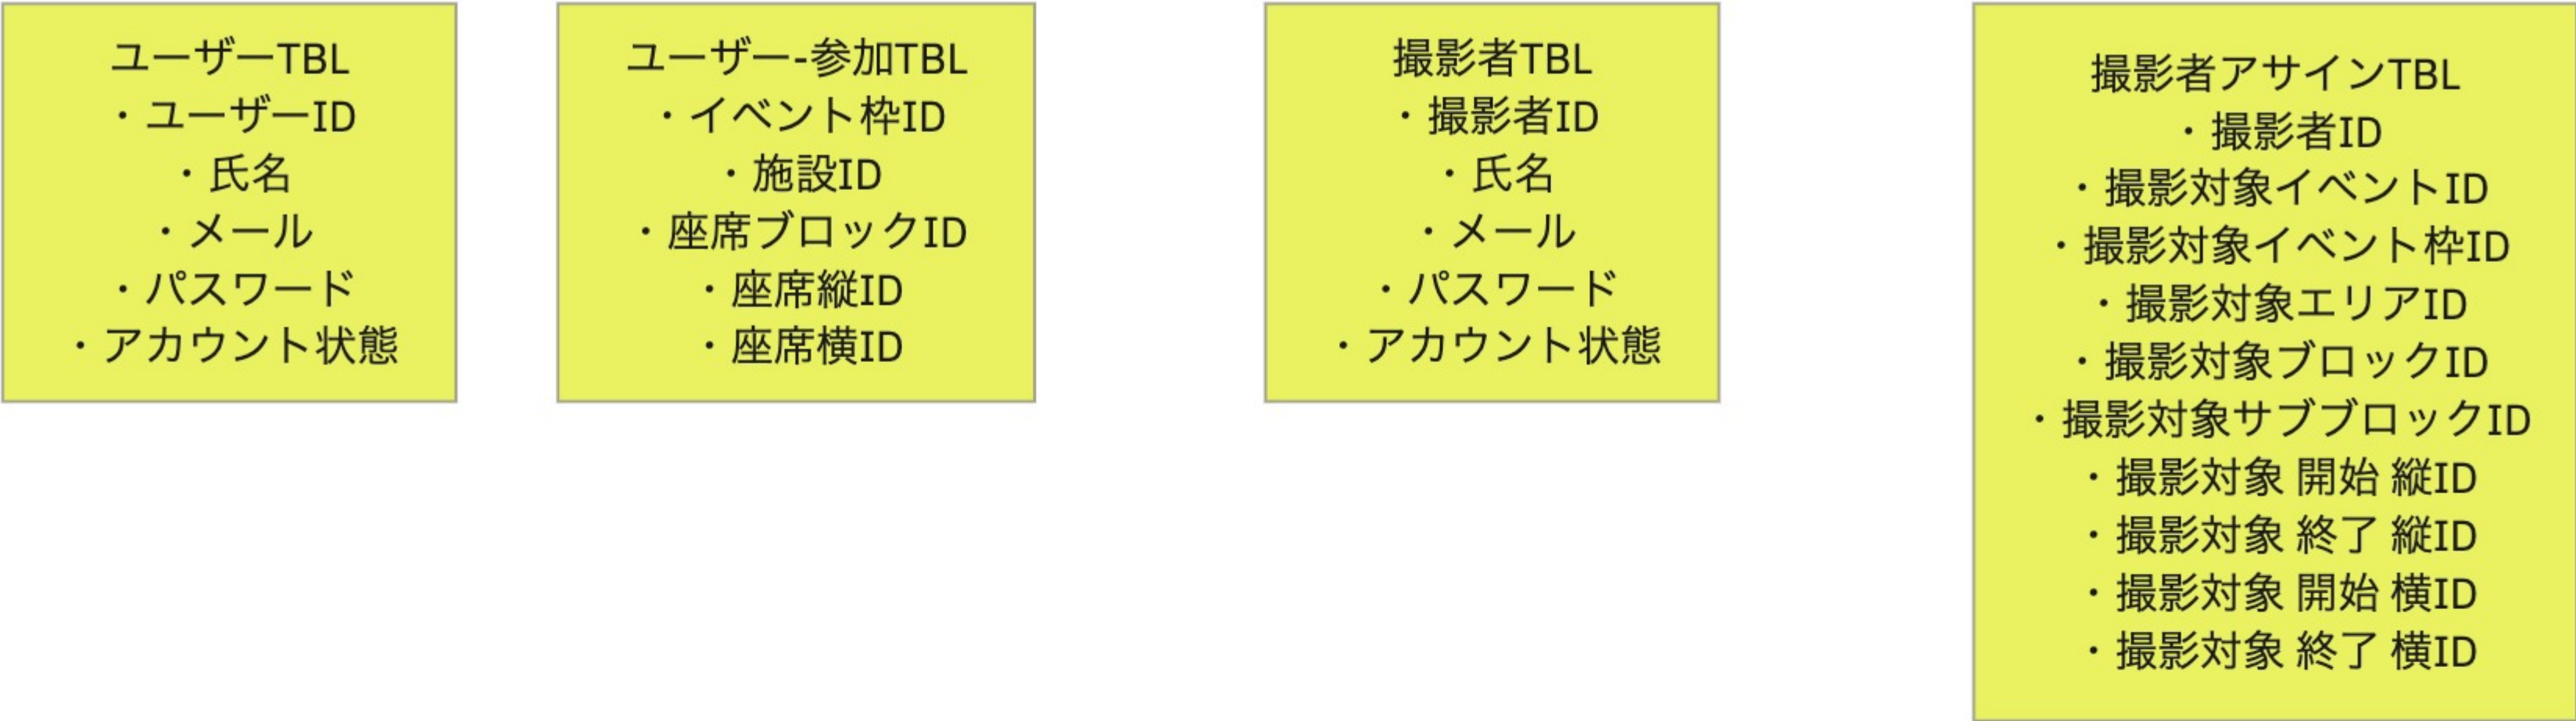 ユーザーTBL
・ユーザーID
・氏名
・メール
・パスワード
・アカウント状態
ユーザー-参加TBL
・イベント枠ID
・施設ID
・座席ブロックID
・座席縦ID
・座席横ID
撮影者TBL
・撮影者ID
・氏名
・メール
・パスワード
・アカウント状態
撮影者アサインTBL
・撮影者ID
・撮影対象イベントID
・撮影対象イベント枠ID
・撮影対象エリアID
・撮影対象ブロックID
・撮影対象サブブロックID
・撮影対象 開始 縦ID
・撮影対象 終了 縦ID
・撮影対象 開始 横ID
・撮影対象 終了 横ID